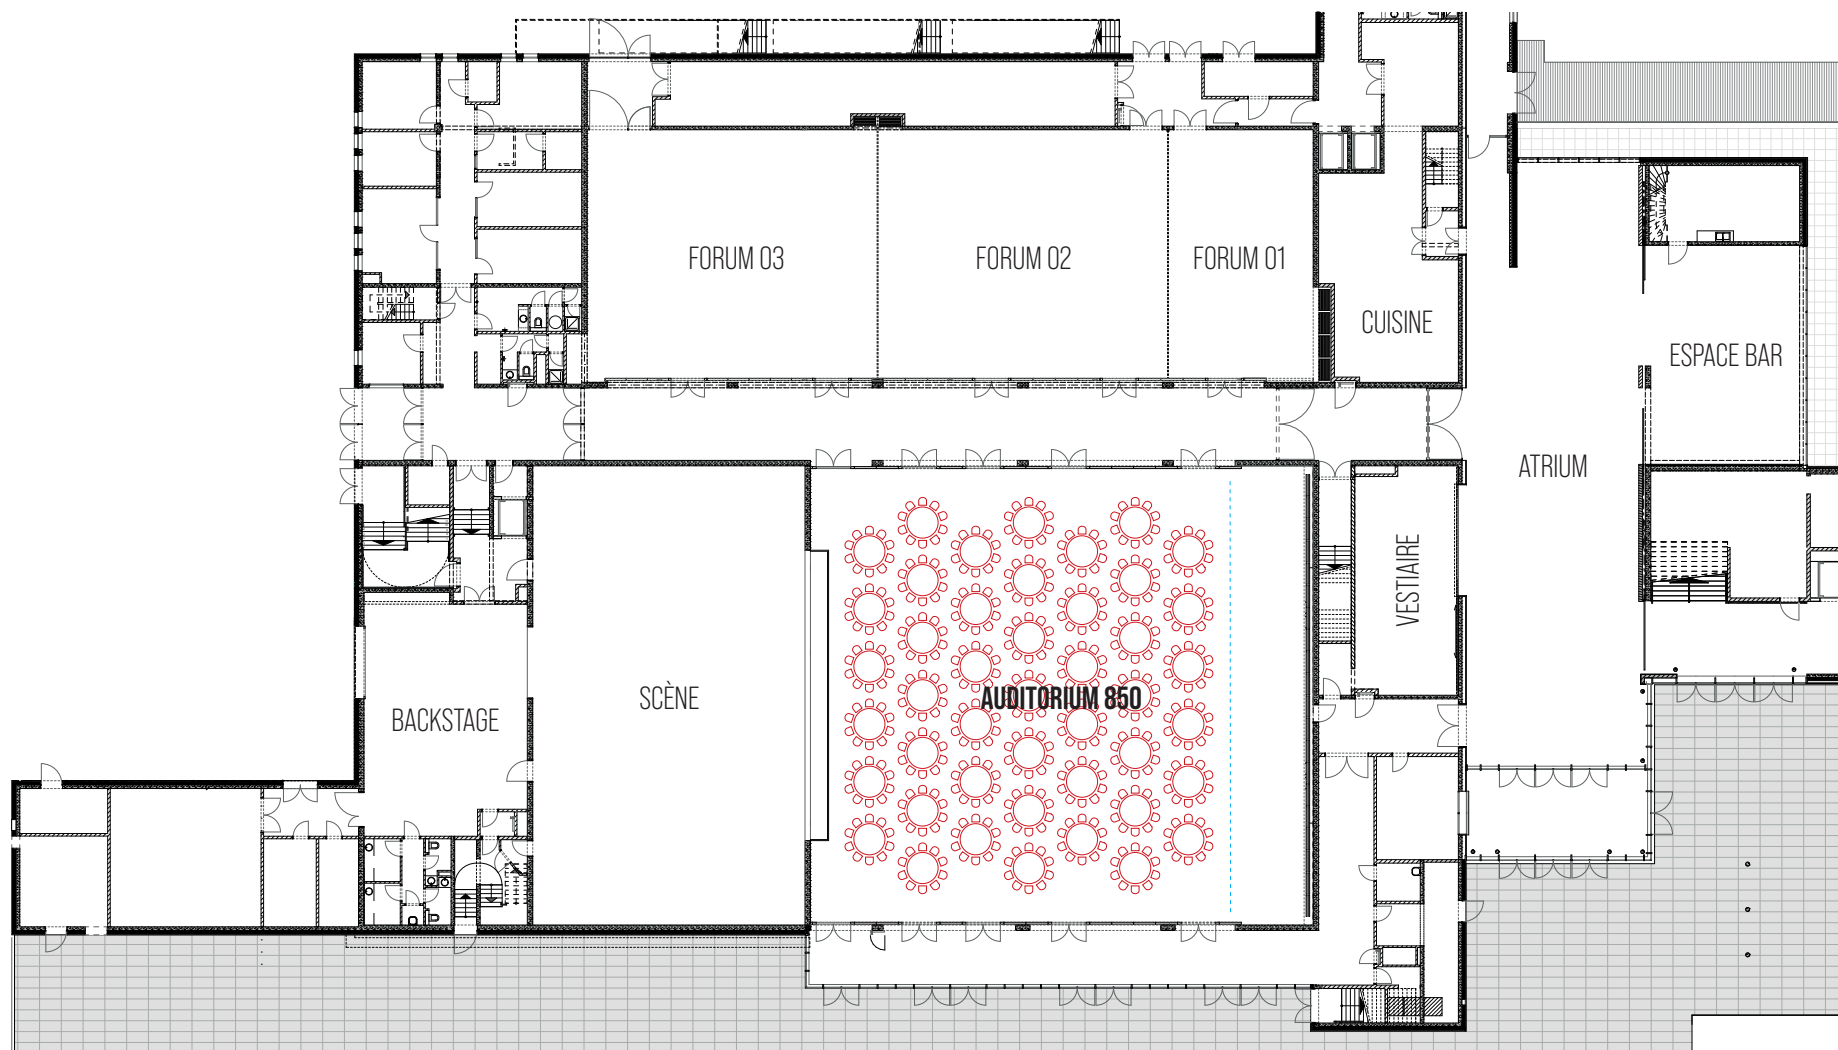 FORUM 03
FORUM 02
FORUM 01
CUISINE
ESPACE BAR
ATRIUM
VESTIAIRE
SCÈNE
AUDITORIUM 850
BACKSTAGE